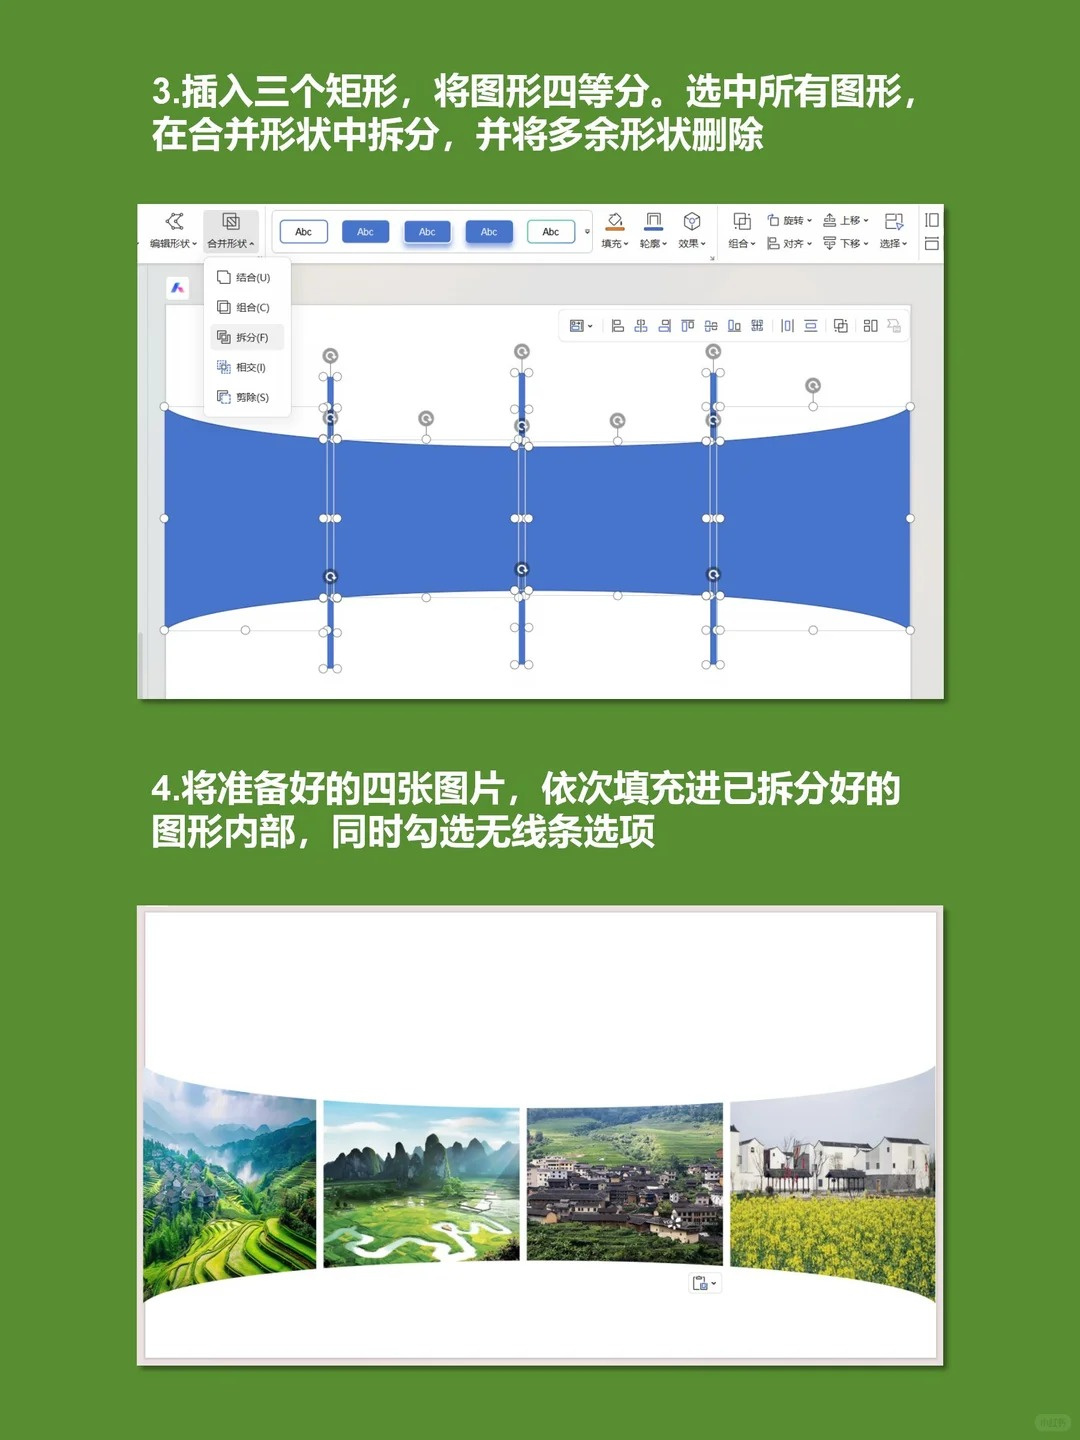 3.插入三个矩形，将图形四等分。选中所有图形，
在合并形状中拆分，并将多余形状删除
编辑形状 合并形状 Abc Abc Abc Abc Abc 填充 轮廓 效果 组合 旋转 对齐 上移 下移 选择
结合(U)
组合(C)
拆分(F)
相交(I)
剪除(S)
4.将准备好的四张图片，依次填充进已拆分好的
图形内部，同时勾选无线条选项
小红书